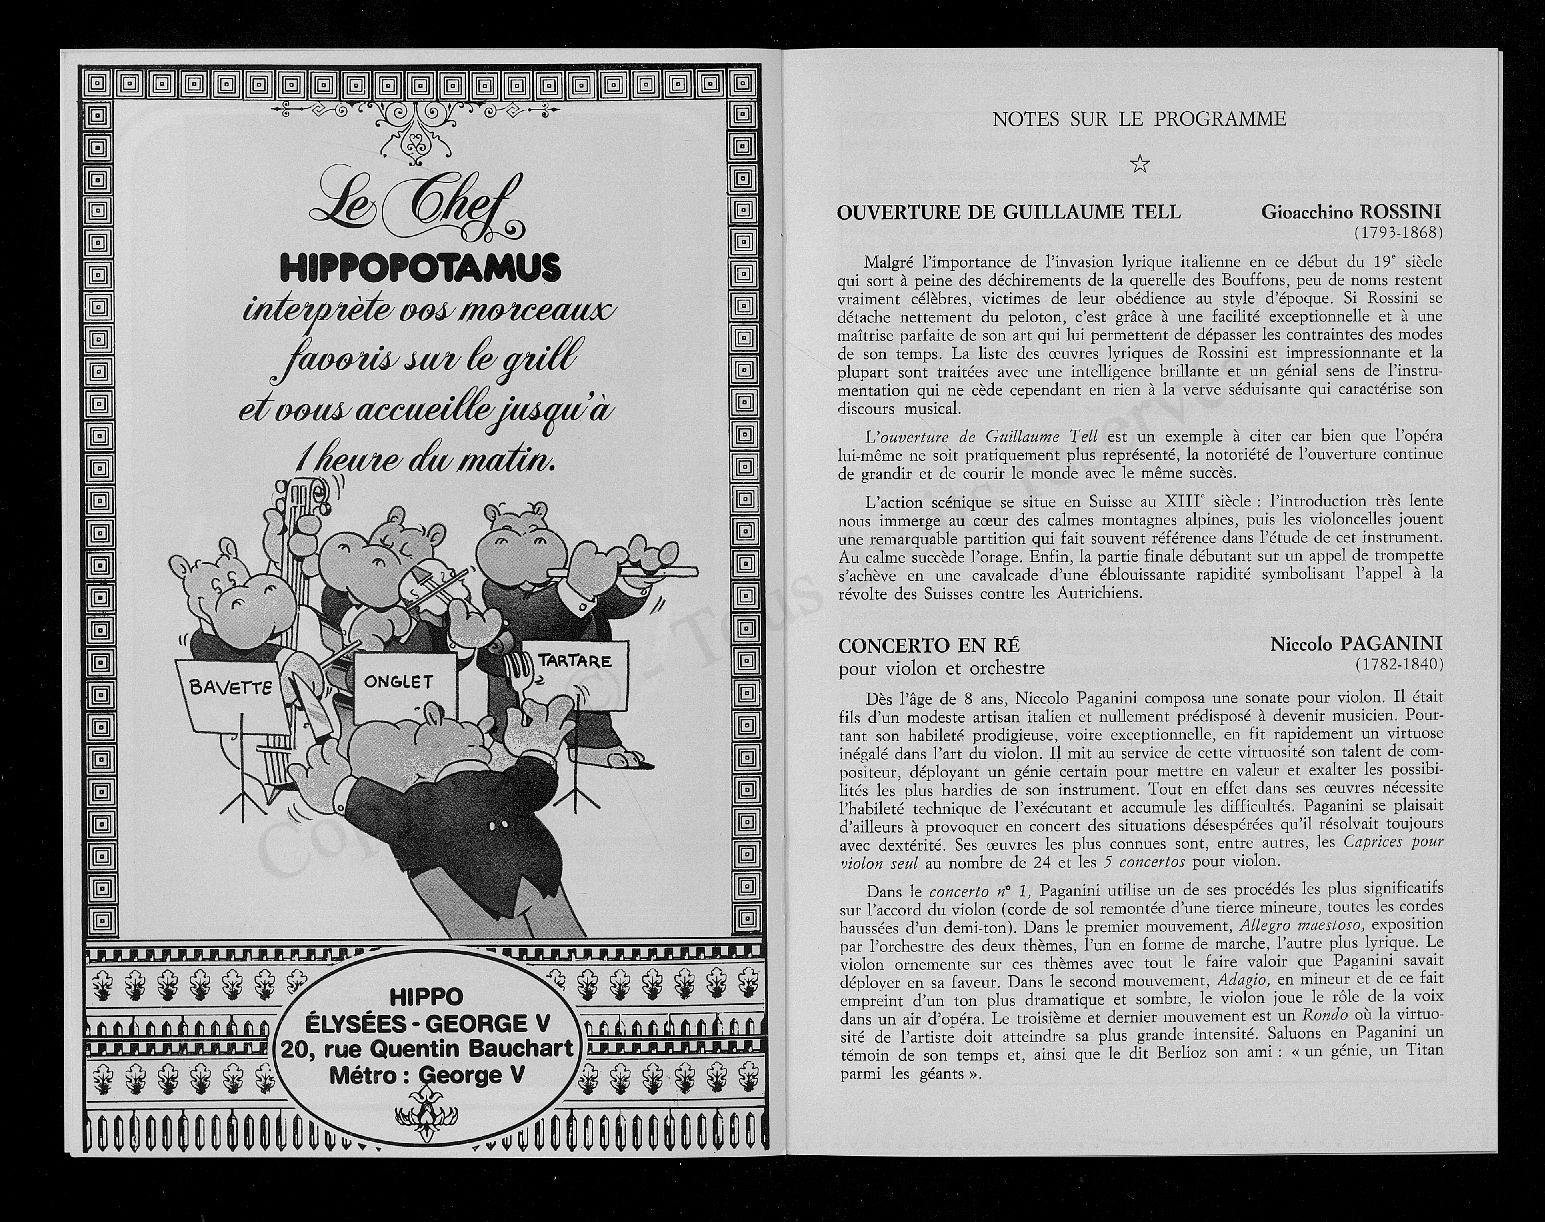 Le Chef
HIPPOPOTAMUS
interprète vos morceaux
favoris sur le grill
et vous accueille jusqu'à
1 heure du matin.
BAVETTE
ONGLET
TARTARE
HIPPO
ÉLYSÉES - GEORGE V
20, rue Quentin Bauchart
Métro : George V
NOTES SUR LE PROGRAMME
OUVERTURE DE GUILLAUME TELL Gioacchino ROSSINI
(1793-1868)
Malgré l'importance de l'invasion lyrique italienne en ce début du 19e siècle
qui sort à peine des déchirements de la querelle des Bouffons, peu de noms restent
vraiment célèbres, victimes de leur obédience au style d'époque. Si Rossini se
détache nettement du peloton, c'est grâce à une facilité exceptionnelle et à une
maîtrise parfaite de son art qui lui permettent de dépasser les contraintes des modes
de son temps. La liste des œuvres lyriques de Rossini est impressionnante et la
plupart sont traitées avec une intelligence brillante et un génial sens de l'instru-
mentation qui ne cède cependant en rien à la verve séduisante qui caractérise son
discours musical.
L'ouverture de Guillaume Tell est un exemple à citer car bien que l'opéra
lui-même ne soit pratiquement plus représenté, la notoriété de l'ouverture continue
de grandir et de courir le monde avec le même succès.
L'action scénique se situe en Suisse au XIIIe siècle : l'introduction très lente
nous immerge au cœur des calmes montagnes alpines, puis les violoncelles jouent
une remarquable partition qui fait souvent référence dans l'étude de cet instrument.
Au calme succède l'orage. Enfin, la partie finale débutant sur un appel de trompette
s'achève en une cavalcade d'une éblouissante rapidité symbolisant l'appel à la
révolte des Suisses contre les Autrichiens.
CONCERTO EN RÉ Niccolo PAGANINI
pour violon et orchestre (1782-1840)
Dès l'âge de 8 ans, Niccolo Paganini composa une sonate pour violon. Il était
fils d'un modeste artisan italien et nullement prédisposé à devenir musicien. Pour-
tant son habileté prodigieuse, voire exceptionnelle, en fit rapidement un virtuose
inégalé dans l'art du violon. Il mit au service de cette virtuosité son talent de com-
positeur, déployant un génie certain pour mettre en valeur et exalter les possibi-
lités les plus hardies de son instrument. Tout en effet dans ses œuvres nécessite
l'habileté technique de l'exécutant et accumule les difficultés. Paganini se plaisait
d'ailleurs à provoquer en concert des situations désespérées qu'il résolvait toujours
avec dextérité. Ses œuvres les plus connues sont, entre autres, les Caprices pour
violon seul au nombre de 24 et les 5 concertos pour violon.
Dans le concerto n° 1, Paganini utilise un de ses procédés les plus significatifs
sur l'accord du violon (corde de sol remontée d'une tierce mineure, toutes les cordes
haussées d'un demi-ton). Dans le premier mouvement, Allegro maestoso, exposition
par l'orchestre des deux thèmes, l'un en forme de marche, l'autre plus lyrique. Le
violon ornemente sur ces thèmes avec tout le faire valoir que Paganini savait
déployer en sa faveur. Dans le second mouvement, Adagio, en mineur et de ce fait
empreint d'un ton plus dramatique et sombre, le violon joue le rôle de la voix
dans un air d'opéra. Le troisième et dernier mouvement est un Rondo où la virtuo-
sité de l'artiste doit atteindre sa plus grande intensité. Saluons en Paganini un
témoin de son temps et, ainsi que le dit Berlioz son ami : « un génie, un Titan
parmi les géants ».